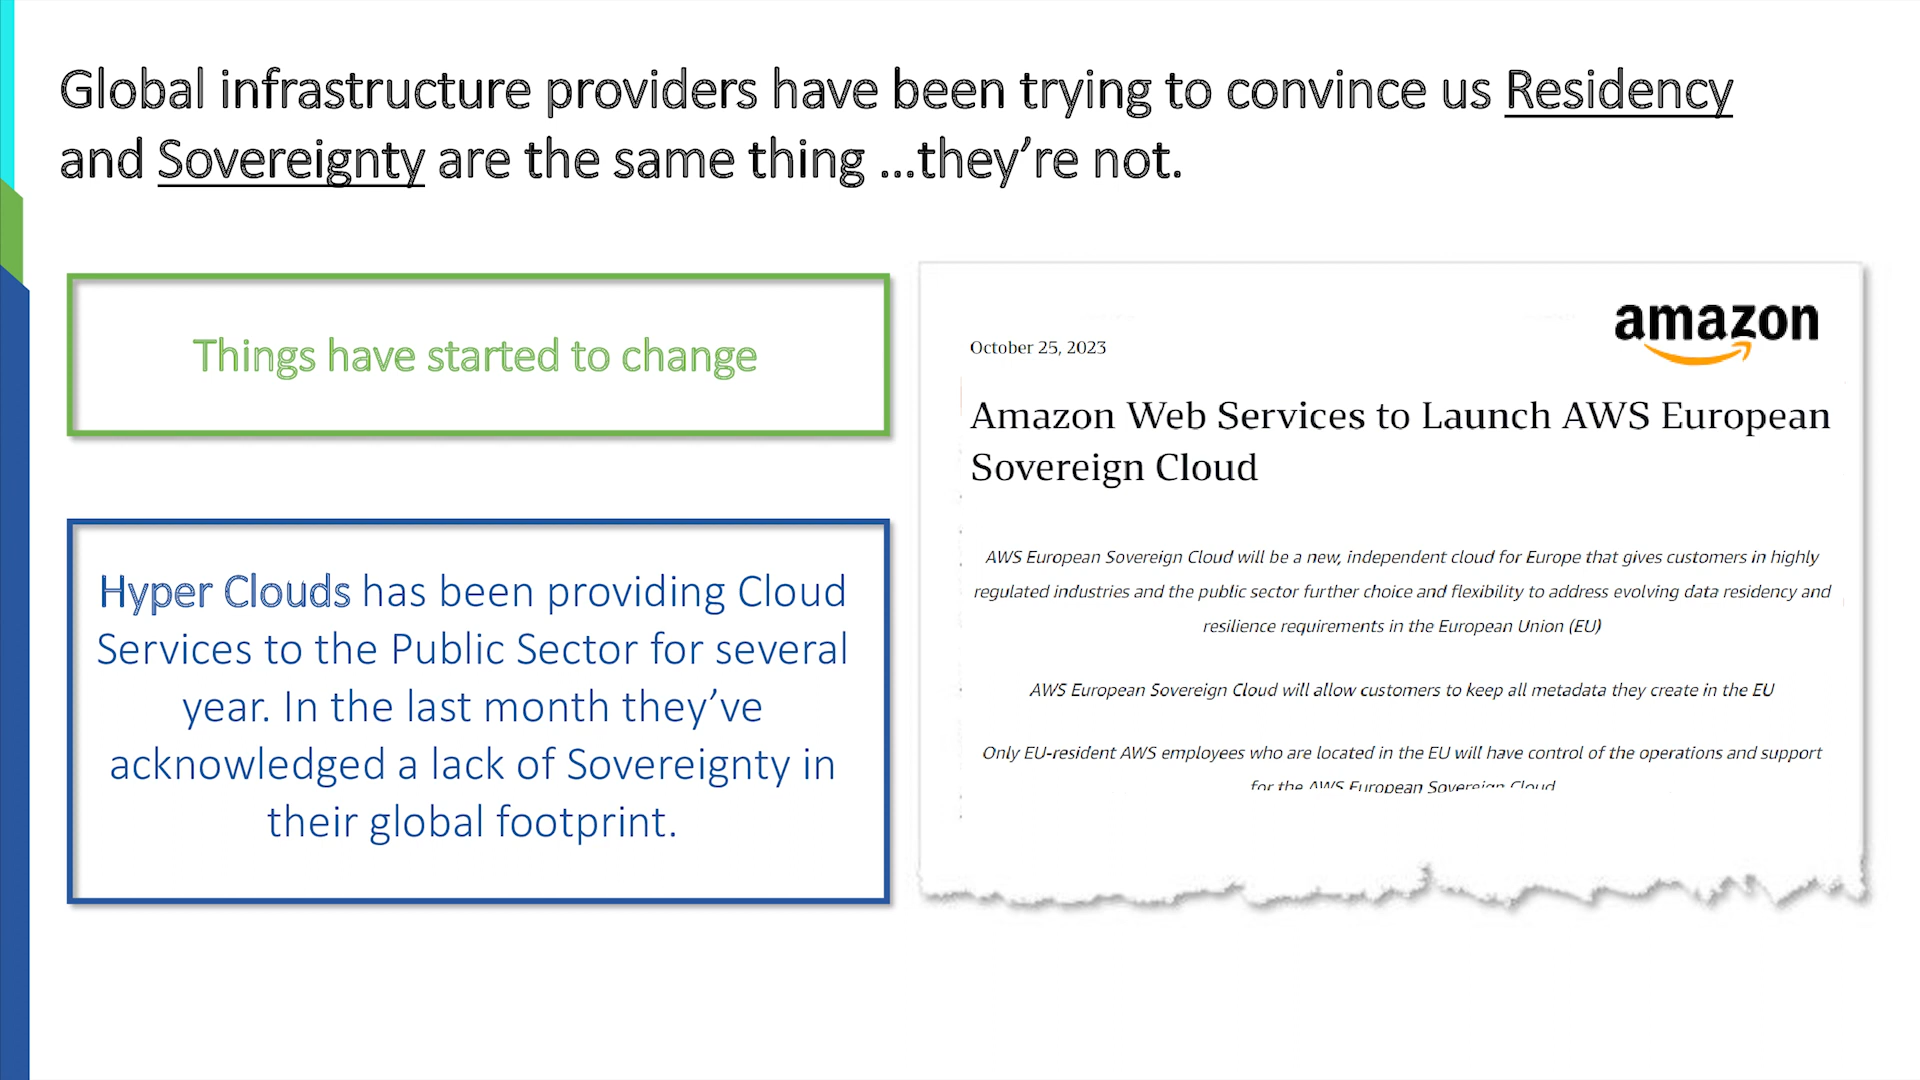 Global infrastructure providers have been trying to convince us Residency
and Sovereignty are the same thing ...they're not.
Things have started to change
Hyper Clouds has been providing Cloud
Services to the Public Sector for several
year. In the last month they've
acknowledged a lack of Sovereignty in
their global footprint.
amazon
October 25, 2023
Amazon Web Services to Launch AWS European
Sovereign Cloud
AWS European Sovereign Cloud will be a new, independent cloud for Europe that gives customers in highly
regulated industries and the public sector further choice and flexibility to address evolving data residency and
resilience requirements in the European Union (EU)
AWS European Sovereign Cloud will allow customers to keep all metadata they create in the EU
Only EU-resident AWS employees who are located in the EU will have control of the operations and support
for the AWS European Sovereign Cloud